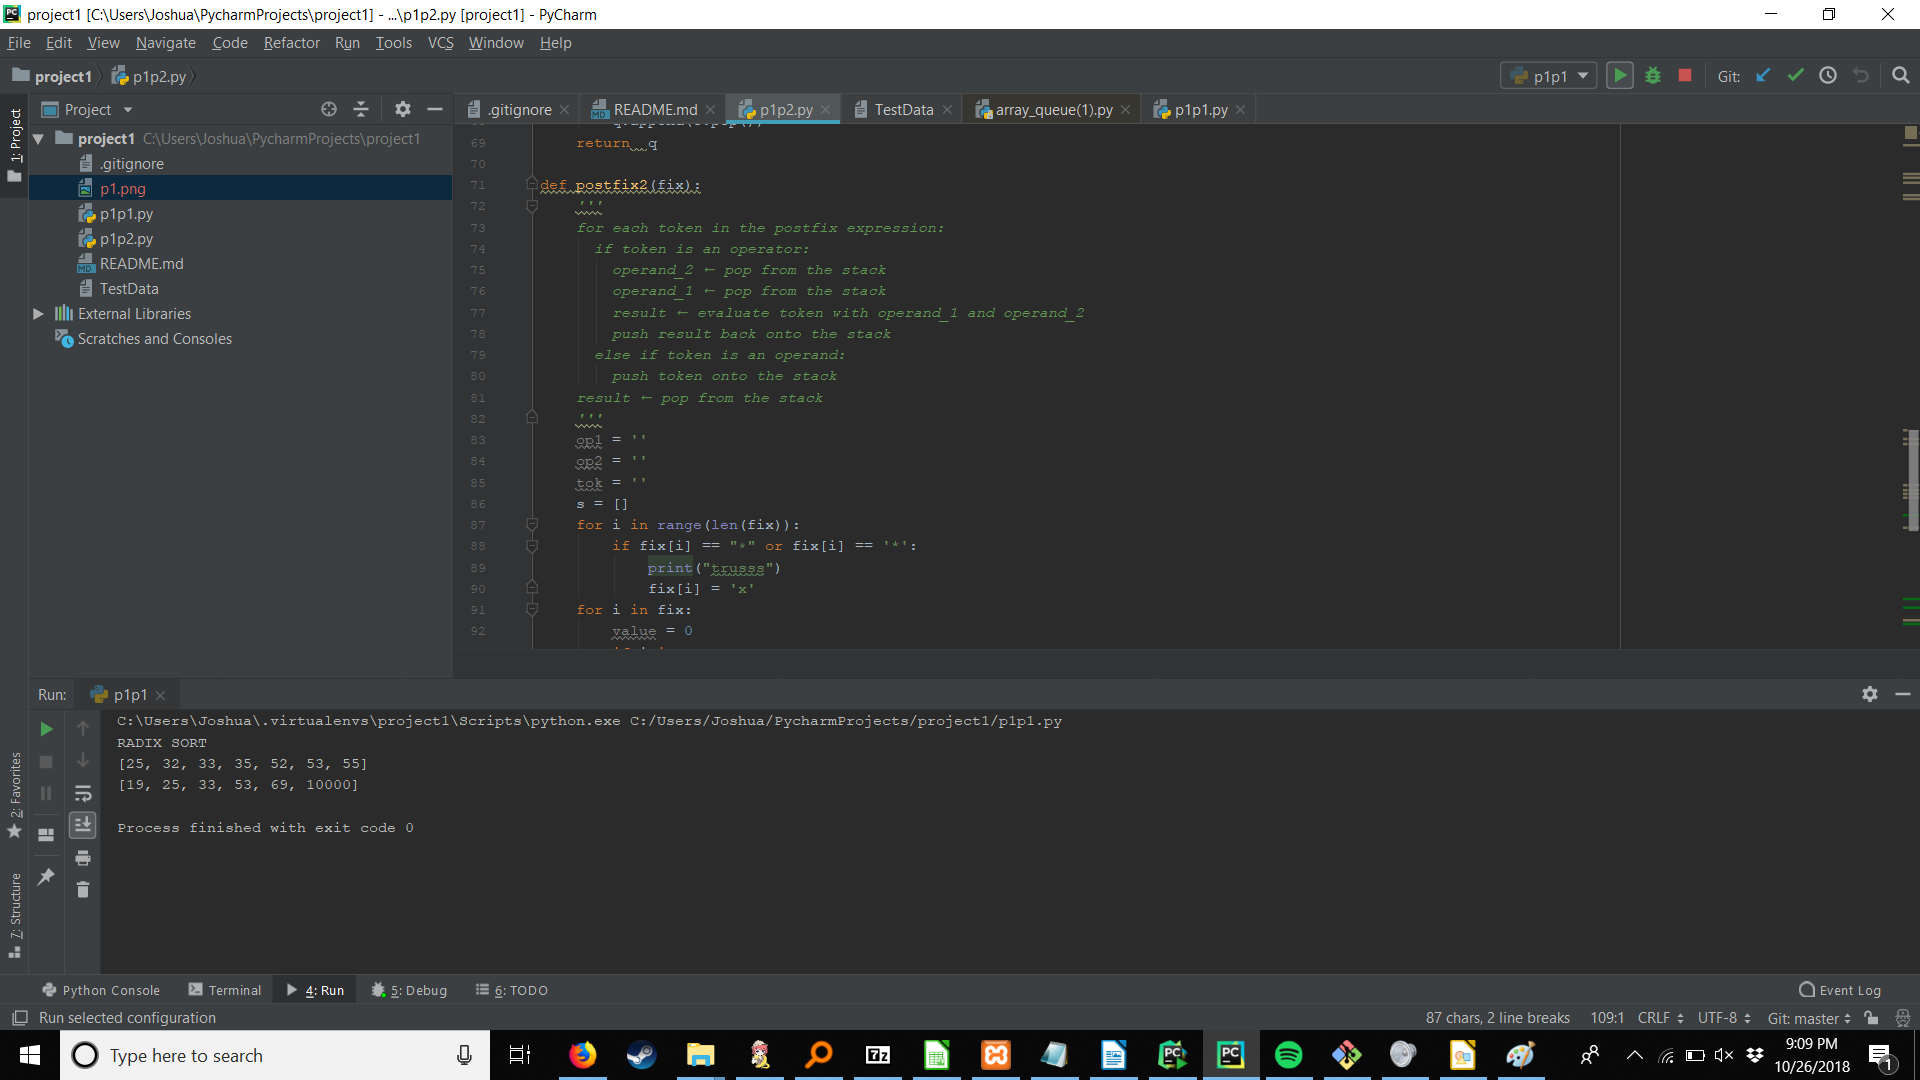 project1 [C:\Users\Joshua\PycharmProjects\project1] - ...\p1p2.py [project1] - PyCharm
File Edit View Navigate Code Refactor Run Tools VCS Window Help
project1 p1p2.py p1p1 Git:
1: Project
Project
project1 C:\Users\Joshua\PycharmProjects\project1
.gitignore
p1.png
p1p1.py
p1p2.py
README.md
TestData
External Libraries
Scratches and Consoles
.gitignore README.md p1p2.py TestData array_queue(1).py p1p1.py
69 return q
70
71 def postfix2(fix):
72 '''
73 for each token in the postfix expression:
74 if token is an operator:
75 operand_2 ← pop from the stack
76 operand_1 ← pop from the stack
77 result ← evaluate token with operand_1 and operand_2
78 push result back onto the stack
79 else if token is an operand:
80 push token onto the stack
81 result ← pop from the stack
82 '''
83 op1 = ''
84 op2 = ''
85 tok = ''
86 s = []
87 for i in range(len(fix)):
88 if fix[i] == "*" or fix[i] == '*':
89 print("trusss")
90 fix[i] = 'x'
91 for i in fix:
92 value = 0
Run: p1p1
C:\Users\Joshua\.virtualenvs\project1\Scripts\python.exe C:/Users/Joshua/PycharmProjects/project1/p1p1.py
RADIX SORT
[25, 32, 33, 35, 52, 53, 55]
[19, 25, 33, 53, 69, 10000]
Process finished with exit code 0
2: Favorites
7: Structure
Python Console Terminal 4: Run 5: Debug 6: TODO Event Log
Run selected configuration 87 chars, 2 line breaks 109:1 CRLF UTF-8 Git: master
Type here to search
9:09 PM
10/26/2018
1